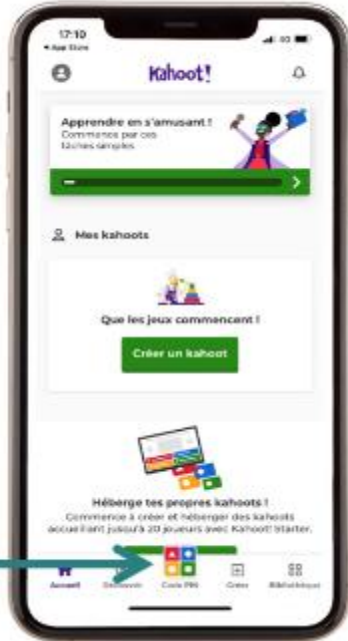 17:10
App Store
4G
Kahoot!
Apprendre en s'amusant !
Commence par ces
tâches simples
Mes kahoots
Que les jeux commencent !
Créer un kahoot
Héberge tes propres kahoots !
Commence à créer et héberger des kahoots
accueillant jusqu'à 20 joueurs avec Kahoot! Starter.
Accueil Découvrir Code PIN Créer Bibliothèque